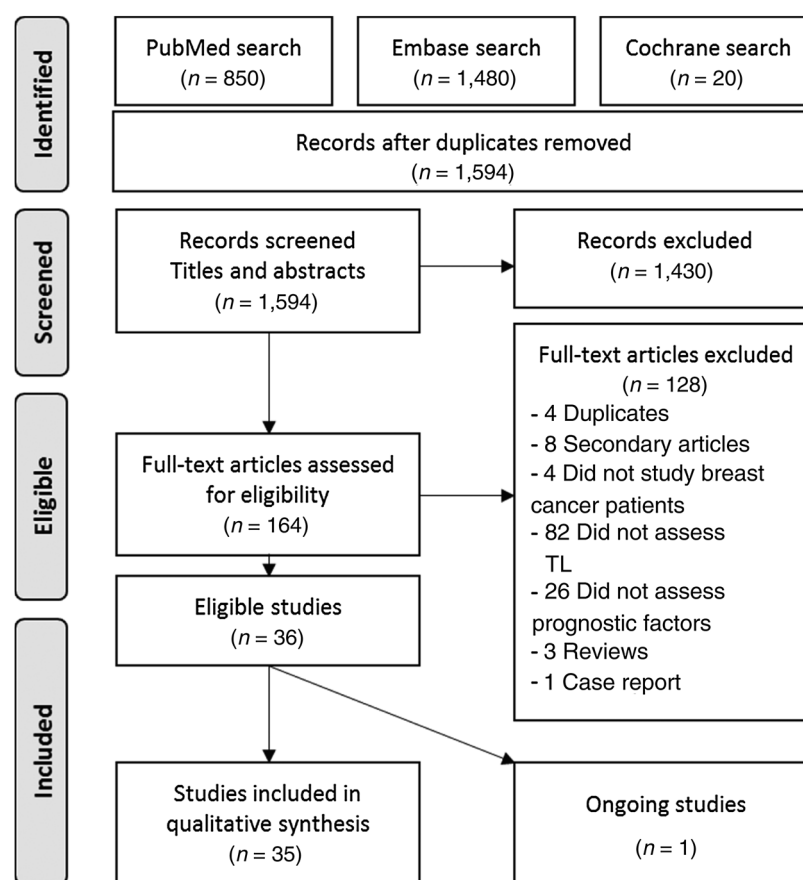 Identified
PubMed search
(n = 850)
Embase search
(n = 1,480)
Cochrane search
(n = 20)
Records after duplicates removed
(n = 1,594)
Screened
Records screened
Titles and abstracts
(n = 1,594)
Records excluded
(n = 1,430)
Eligible
Full-text articles assessed
for eligibility
(n = 164)
Full-text articles excluded
(n = 128)
- 4 Duplicates
- 8 Secondary articles
- 4 Did not study breast
cancer patients
- 82 Did not assess
TL
- 26 Did not assess
prognostic factors
- 3 Reviews
- 1 Case report
Eligible studies
(n = 36)
Included
Studies included in
qualitative synthesis
(n = 35)
Ongoing studies
(n = 1)